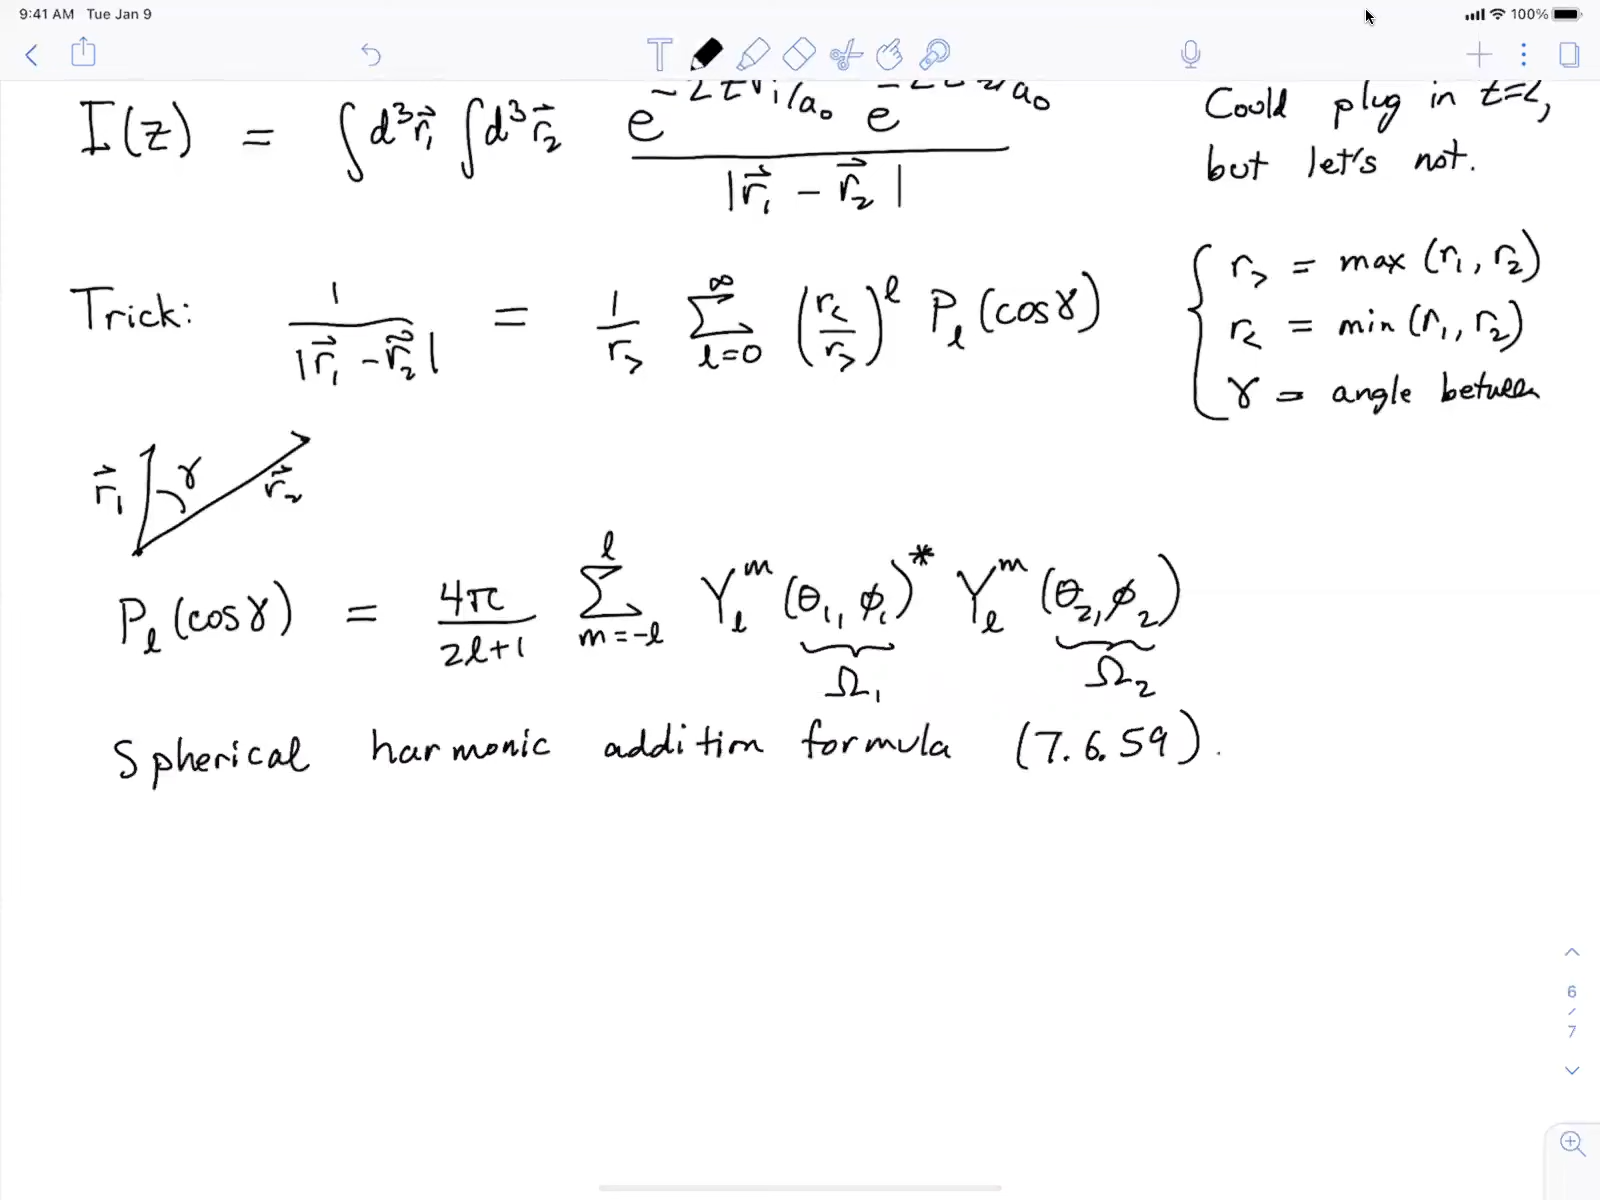 9:41 AM Tue Jan 9
100%
I(z) = ∫d³r⃗₁ ∫d³r⃗₂ e^(-2zr₁/a₀) e^(-2zr₂/a₀) / |r⃗₁ - r⃗₂|
Could plug in z=2,
but let's not.
Trick: 1/|r⃗₁ - r⃗₂| = 1/r_> ∑_{l=0}^{∞} (r_</r_>)^l P_l(cosγ)
r_> = max (r₁, r₂)
r_< = min (r₁, r₂)
γ = angle between
r⃗₁ γ r⃗₂
P_l(cosγ) = 4π/(2l+1) ∑_{m=-l}^{l} Y_l^m(θ₁, φ₁)* Y_l^m(θ₂, φ₂)
Ω₁ Ω₂
Spherical harmonic addition formula (7.6.59).
6
/
7